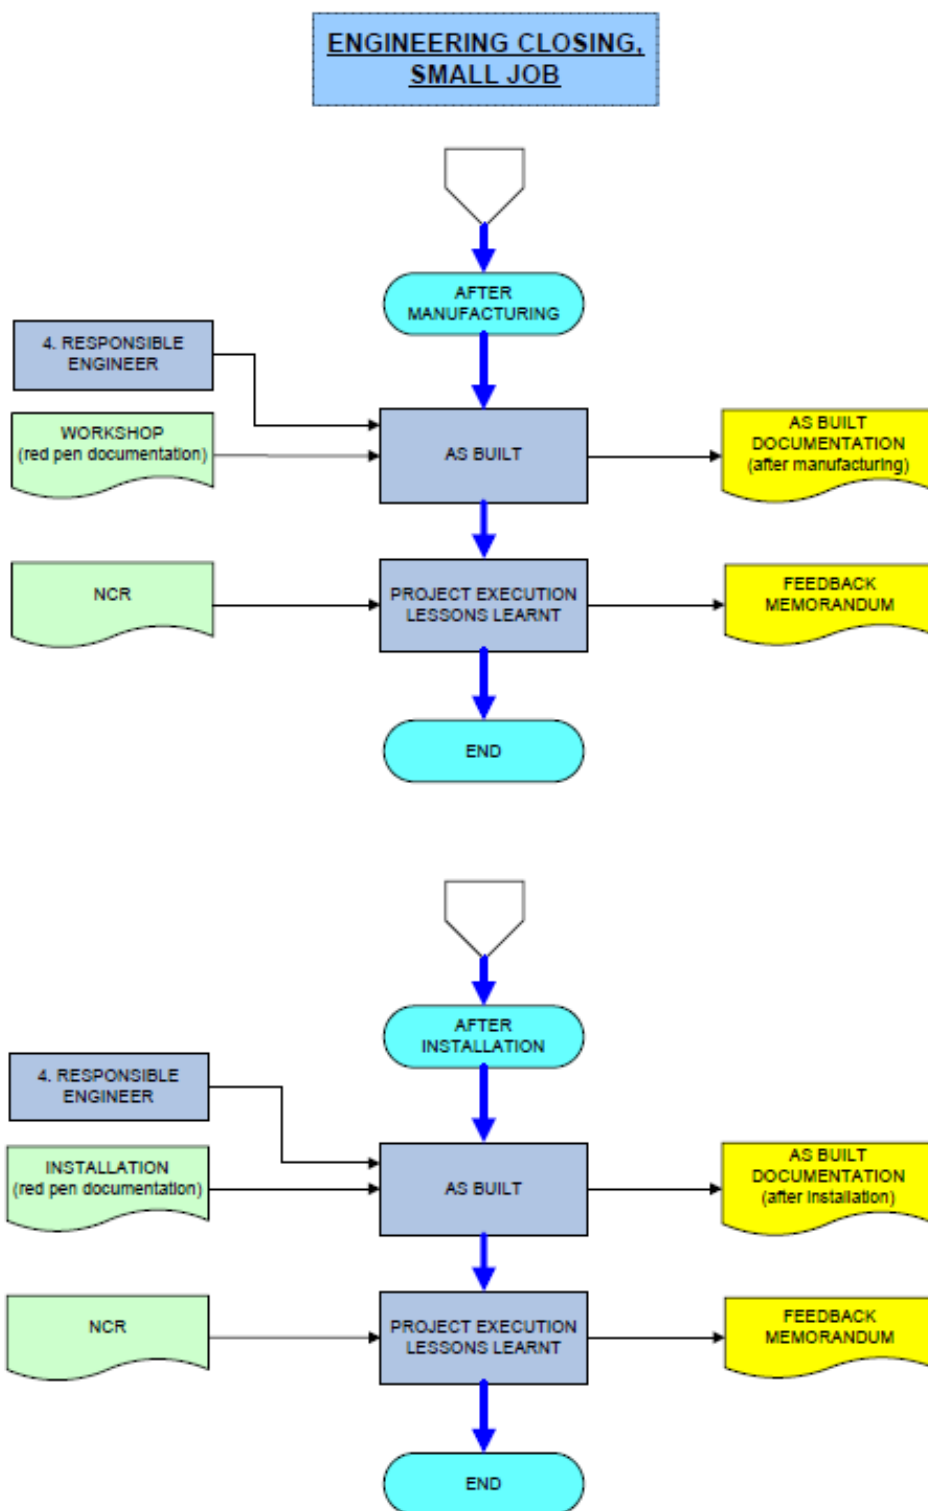 ENGINEERING CLOSING,
SMALL JOB
AFTER
MANUFACTURING
4. RESPONSIBLE
ENGINEER
WORKSHOP
(red pen documentation)
AS BUILT
AS BUILT
DOCUMENTATION
(after manufacturing)
NCR
PROJECT EXECUTION
LESSONS LEARNT
FEEDBACK
MEMORANDUM
END
AFTER
INSTALLATION
4. RESPONSIBLE
ENGINEER
INSTALLATION
(red pen documentation)
AS BUILT
AS BUILT
DOCUMENTATION
(after installation)
NCR
PROJECT EXECUTION
LESSONS LEARNT
FEEDBACK
MEMORANDUM
END